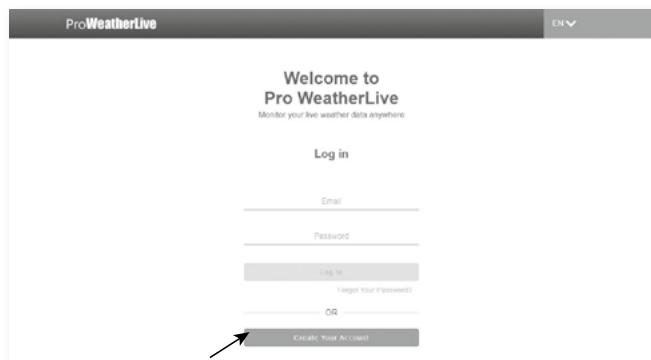 ProWeatherLive
EN
Welcome to
Pro WeatherLive
Monitor your live weather data anywhere
Log in
Email
Password
Log in
Forgot Your Password?
OR
Create Your Account